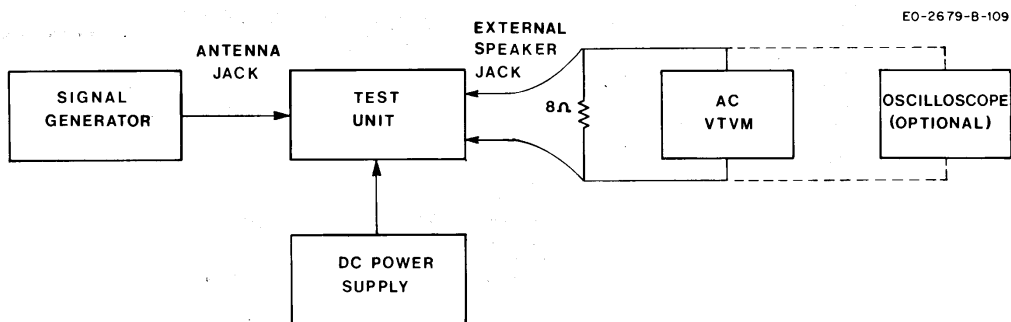 EO-2679-B-109
ANTENNA
JACK
EXTERNAL
SPEAKER
JACK
SIGNAL
GENERATOR
TEST
UNIT
8Ω
AC
VTVM
OSCILLOSCOPE
(OPTIONAL)
DC POWER
SUPPLY